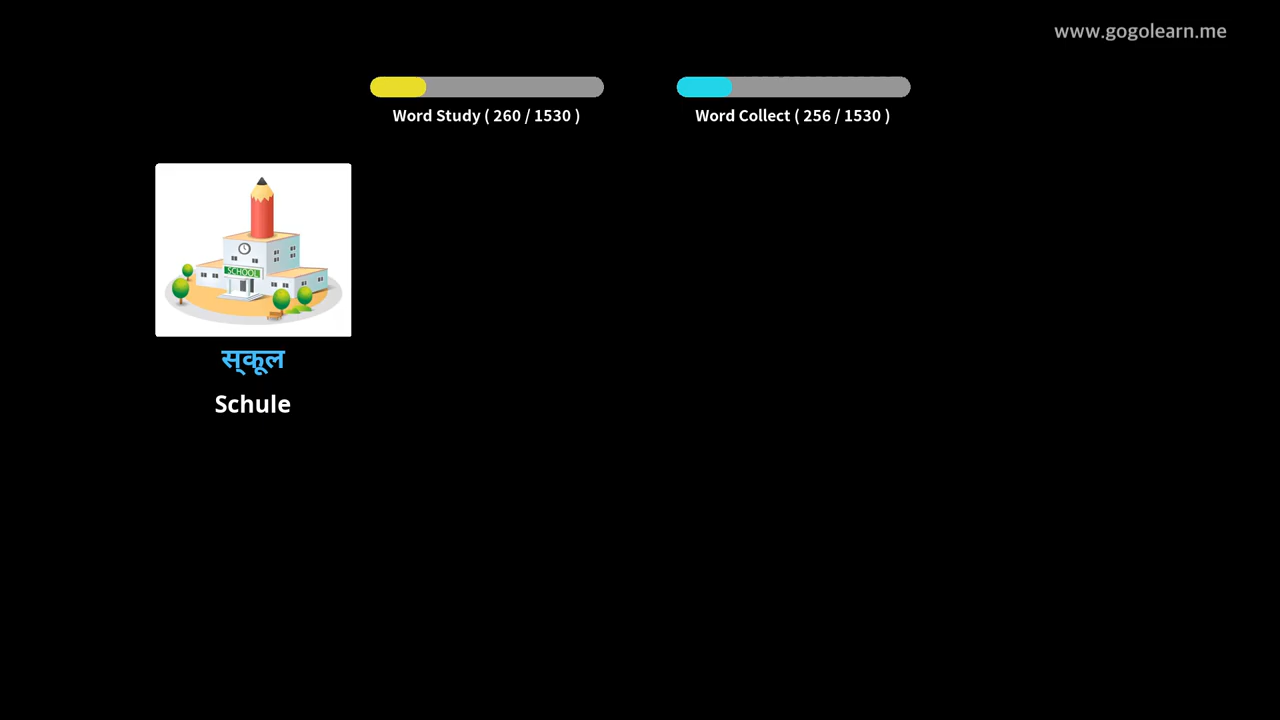 www.gogolearn.me
Word Study ( 260 / 1530 )
Word Collect ( 256 / 1530 )
SCHOOL
स्कूल
Schule